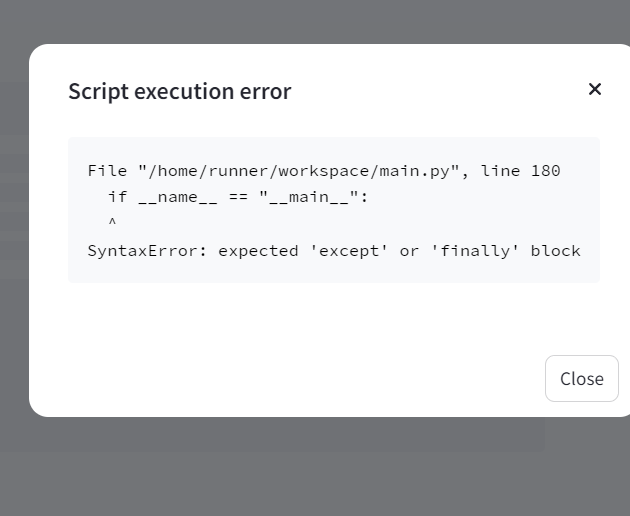 Script execution error
×
File "/home/runner/workspace/main.py", line 180
  if __name__ == "__main__":
  ^
SyntaxError: expected 'except' or 'finally' block
Close